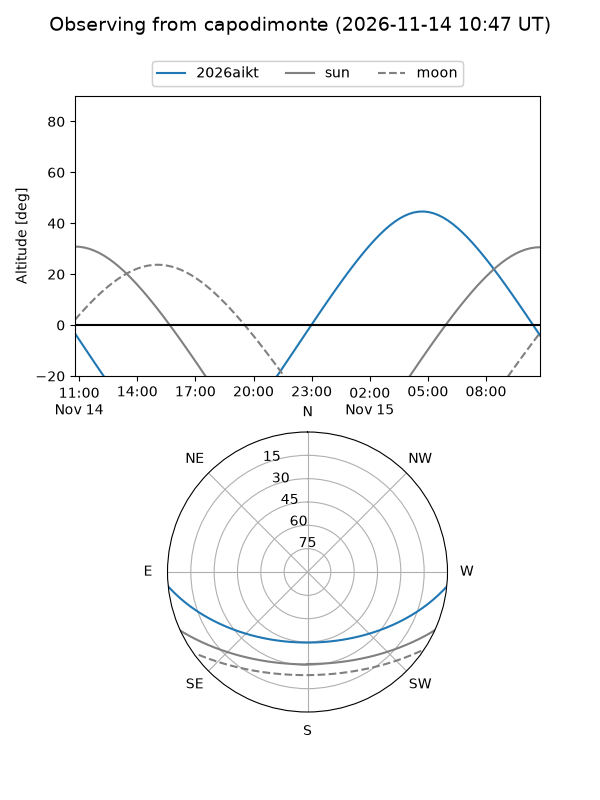 Observing from capodimonte (2026-11-14 10:47 UT)
2026aikt sun moon
Altitude [deg]
80
60
40
20
0
−20
11:00 14:00 17:00 20:00 23:00 02:00 05:00 08:00
Nov 14 Nov 15
N
NE NW
15
30
45
60
75
E W
SE SW
S